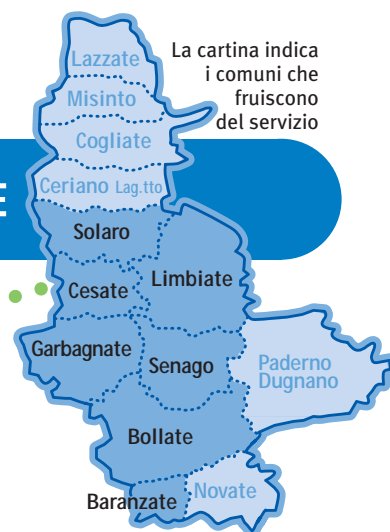 La cartina indica
i comuni che
fruiscono
del servizio
Lazzate
Misinto
Cogliate
Ceriano Lag.tto
E
Solaro
Limbiate
Cesate
Garbagnate
Senago
Paderno
Dugnano
Bollate
Baranzate
Novate